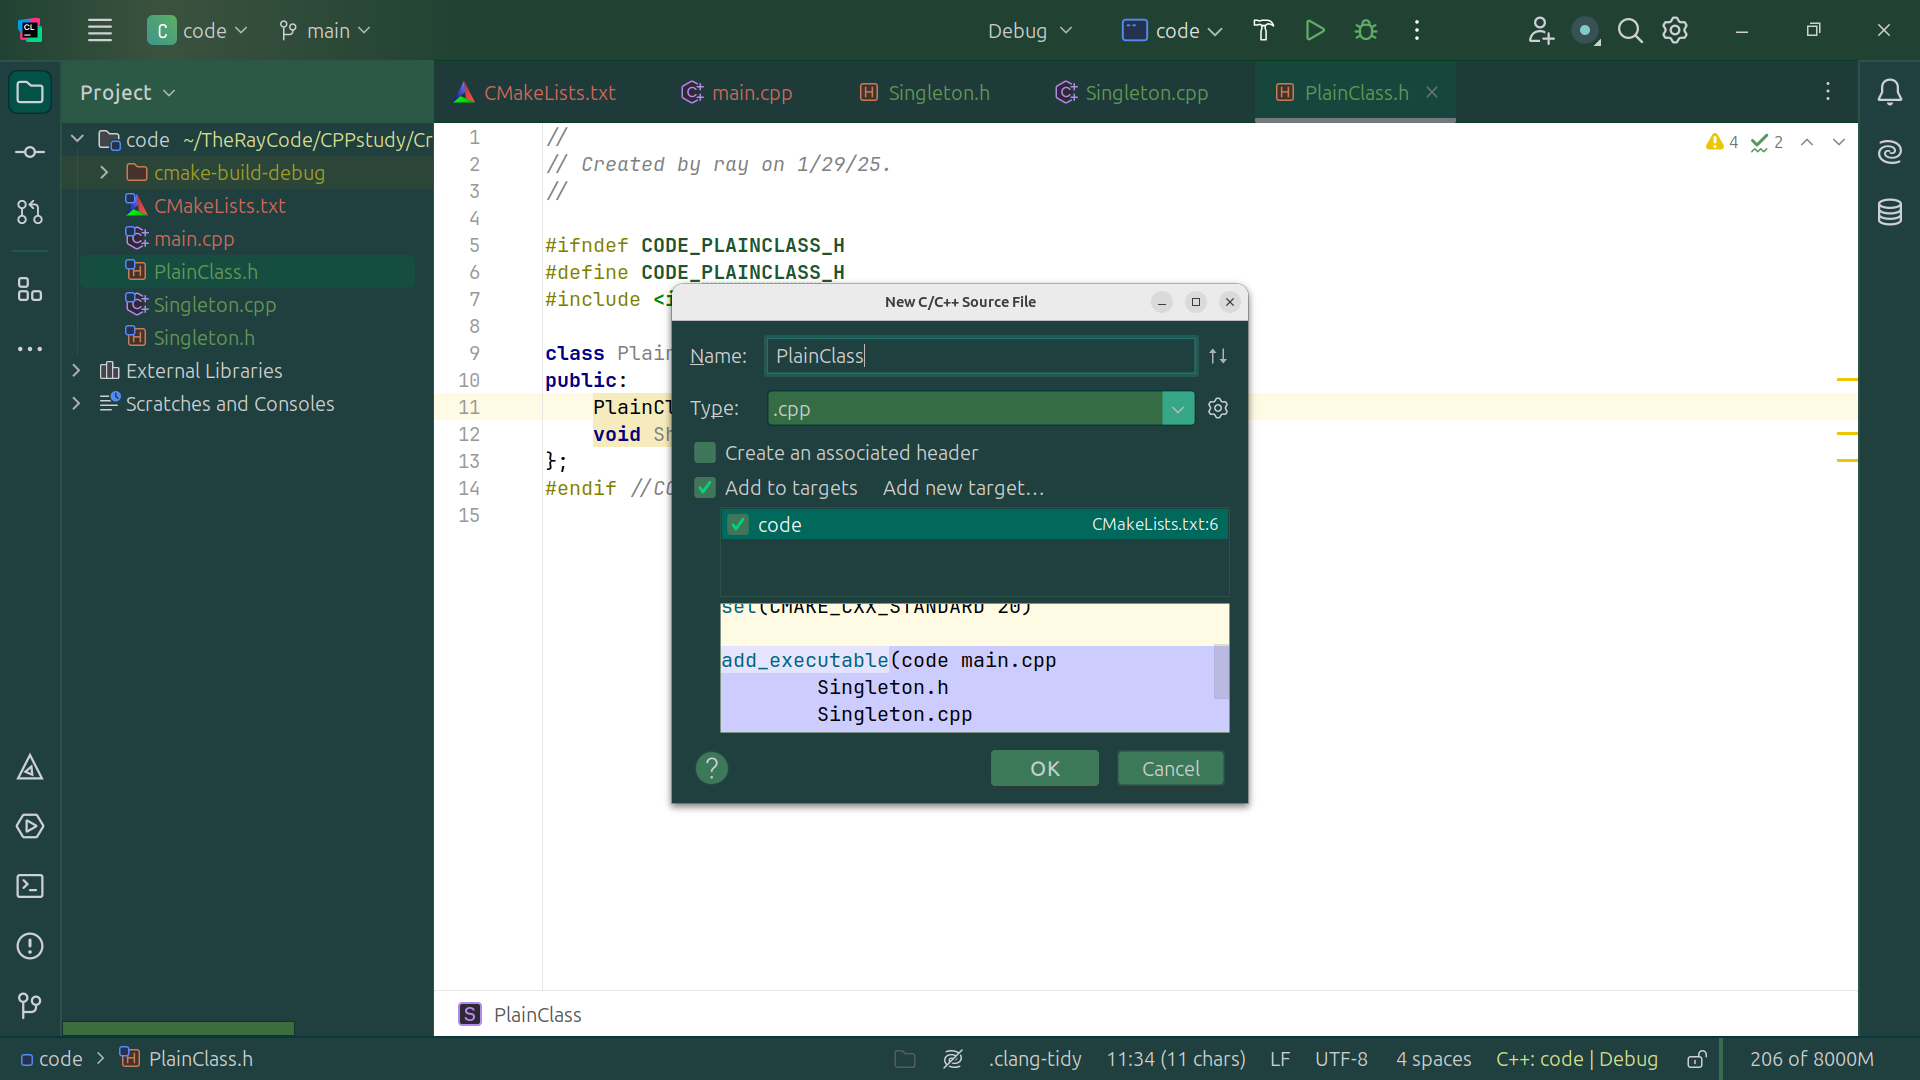 CL
C code
main
Debug
code
Project
CMakeLists.txt
main.cpp
Singleton.h
Singleton.cpp
PlainClass.h
code ~/TheRayCode/CPPstudy/Cr
cmake-build-debug
CMakeLists.txt
main.cpp
PlainClass.h
Singleton.cpp
Singleton.h
External Libraries
Scratches and Consoles
4 2
1 //
2 // Created by ray on 1/29/25.
3 //
4
5 #ifndef CODE_PLAINCLASS_H
6 #define CODE_PLAINCLASS_H
7 #include <i
8
9 class Plain
10 public:
11 PlainCl
12 void Sh
13 };
14 #endif //CO
15
New C/C++ Source File
Name: PlainClass
Type: .cpp
Create an associated header
Add to targets Add new target...
code CMakeLists.txt:6
set(CMAKE_CXX_STANDARD 20)
add_executable(code main.cpp
Singleton.h
Singleton.cpp
? OK Cancel
S PlainClass
code > PlainClass.h
.clang-tidy 11:34 (11 chars) LF UTF-8 4 spaces C++: code | Debug 206 of 8000M